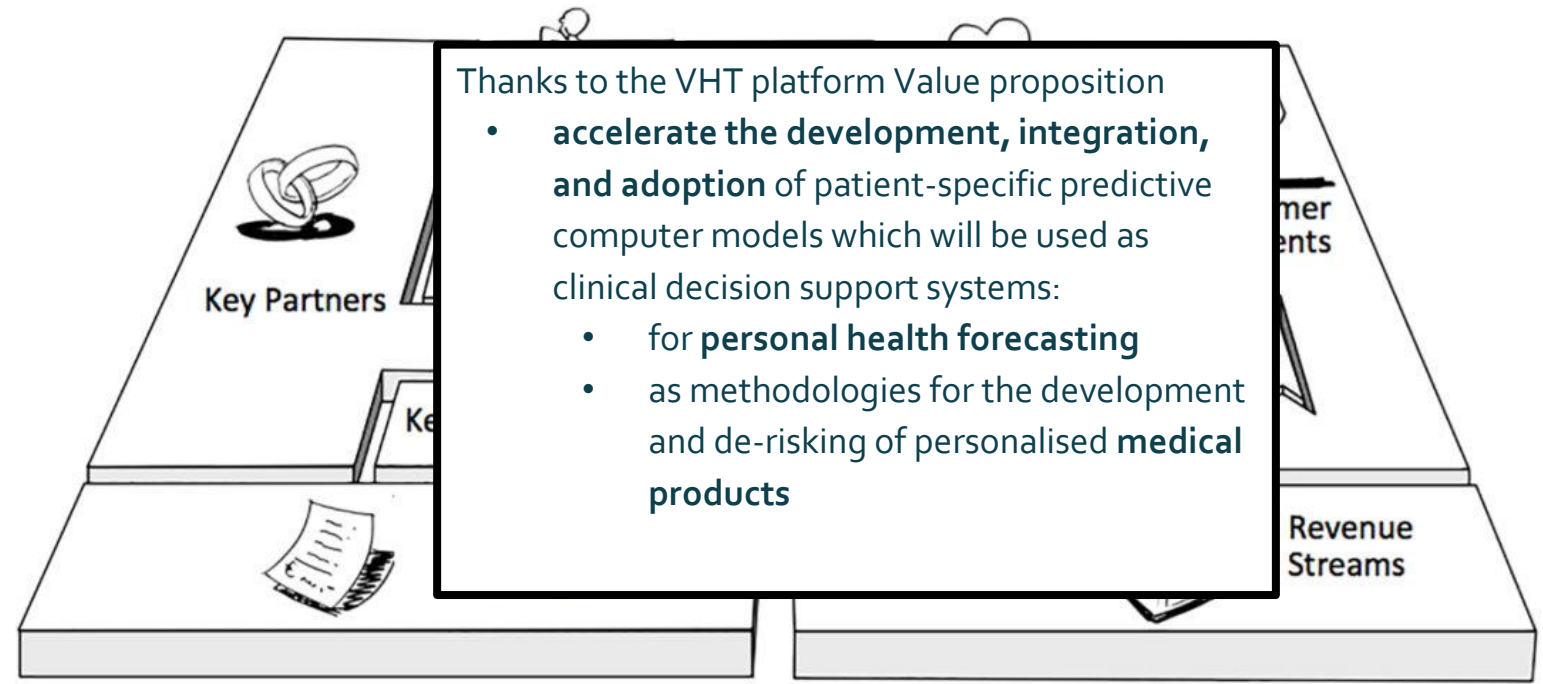 Thanks to the VHT platform Value proposition
• accelerate the development, integration,
and adoption of patient-specific predictive
computer models which will be used as
clinical decision support systems:
• for personal health forecasting
• as methodologies for the development
and de-risking of personalised medical
products
Key Partners
Revenue
Streams